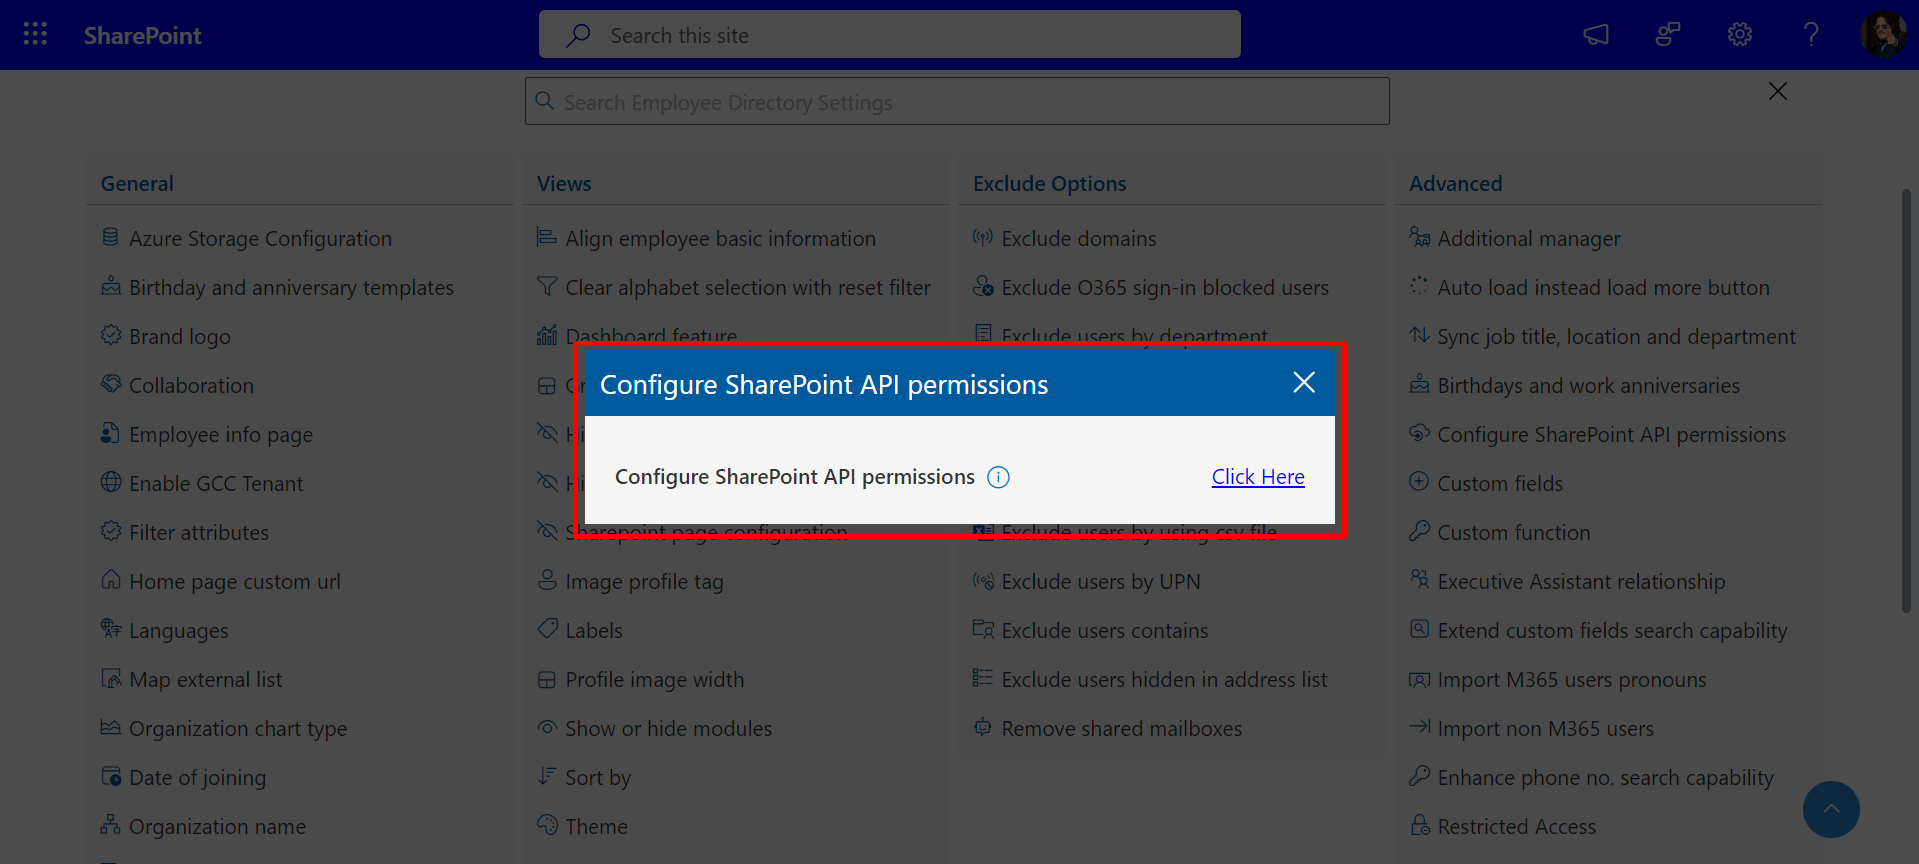 SharePoint
Search this site
Search Employee Directory Settings
General
Azure Storage Configuration
Birthday and anniversary templates
Brand logo
Collaboration
Employee info page
Enable GCC Tenant
Filter attributes
Home page custom url
Languages
Map external list
Organization chart type
Date of joining
Organization name
Views
Align employee basic information
Clear alphabet selection with reset filter
Dashboard feature
Sharepoint page configuration
Image profile tag
Labels
Profile image width
Show or hide modules
Sort by
Theme
Exclude Options
Exclude domains
Exclude O365 sign-in blocked users
Exclude users by department
Exclude users by using csv file
Exclude users by UPN
Exclude users contains
Exclude users hidden in address list
Remove shared mailboxes
Advanced
Additional manager
Auto load instead load more button
Sync job title, location and department
Birthdays and work anniversaries
Configure SharePoint API permissions
Custom fields
Custom function
Executive Assistant relationship
Extend custom fields search capability
Import M365 users pronouns
Import non M365 users
Enhance phone no. search capability
Restricted Access
Configure SharePoint API permissions
Configure SharePoint API permissions
Click Here